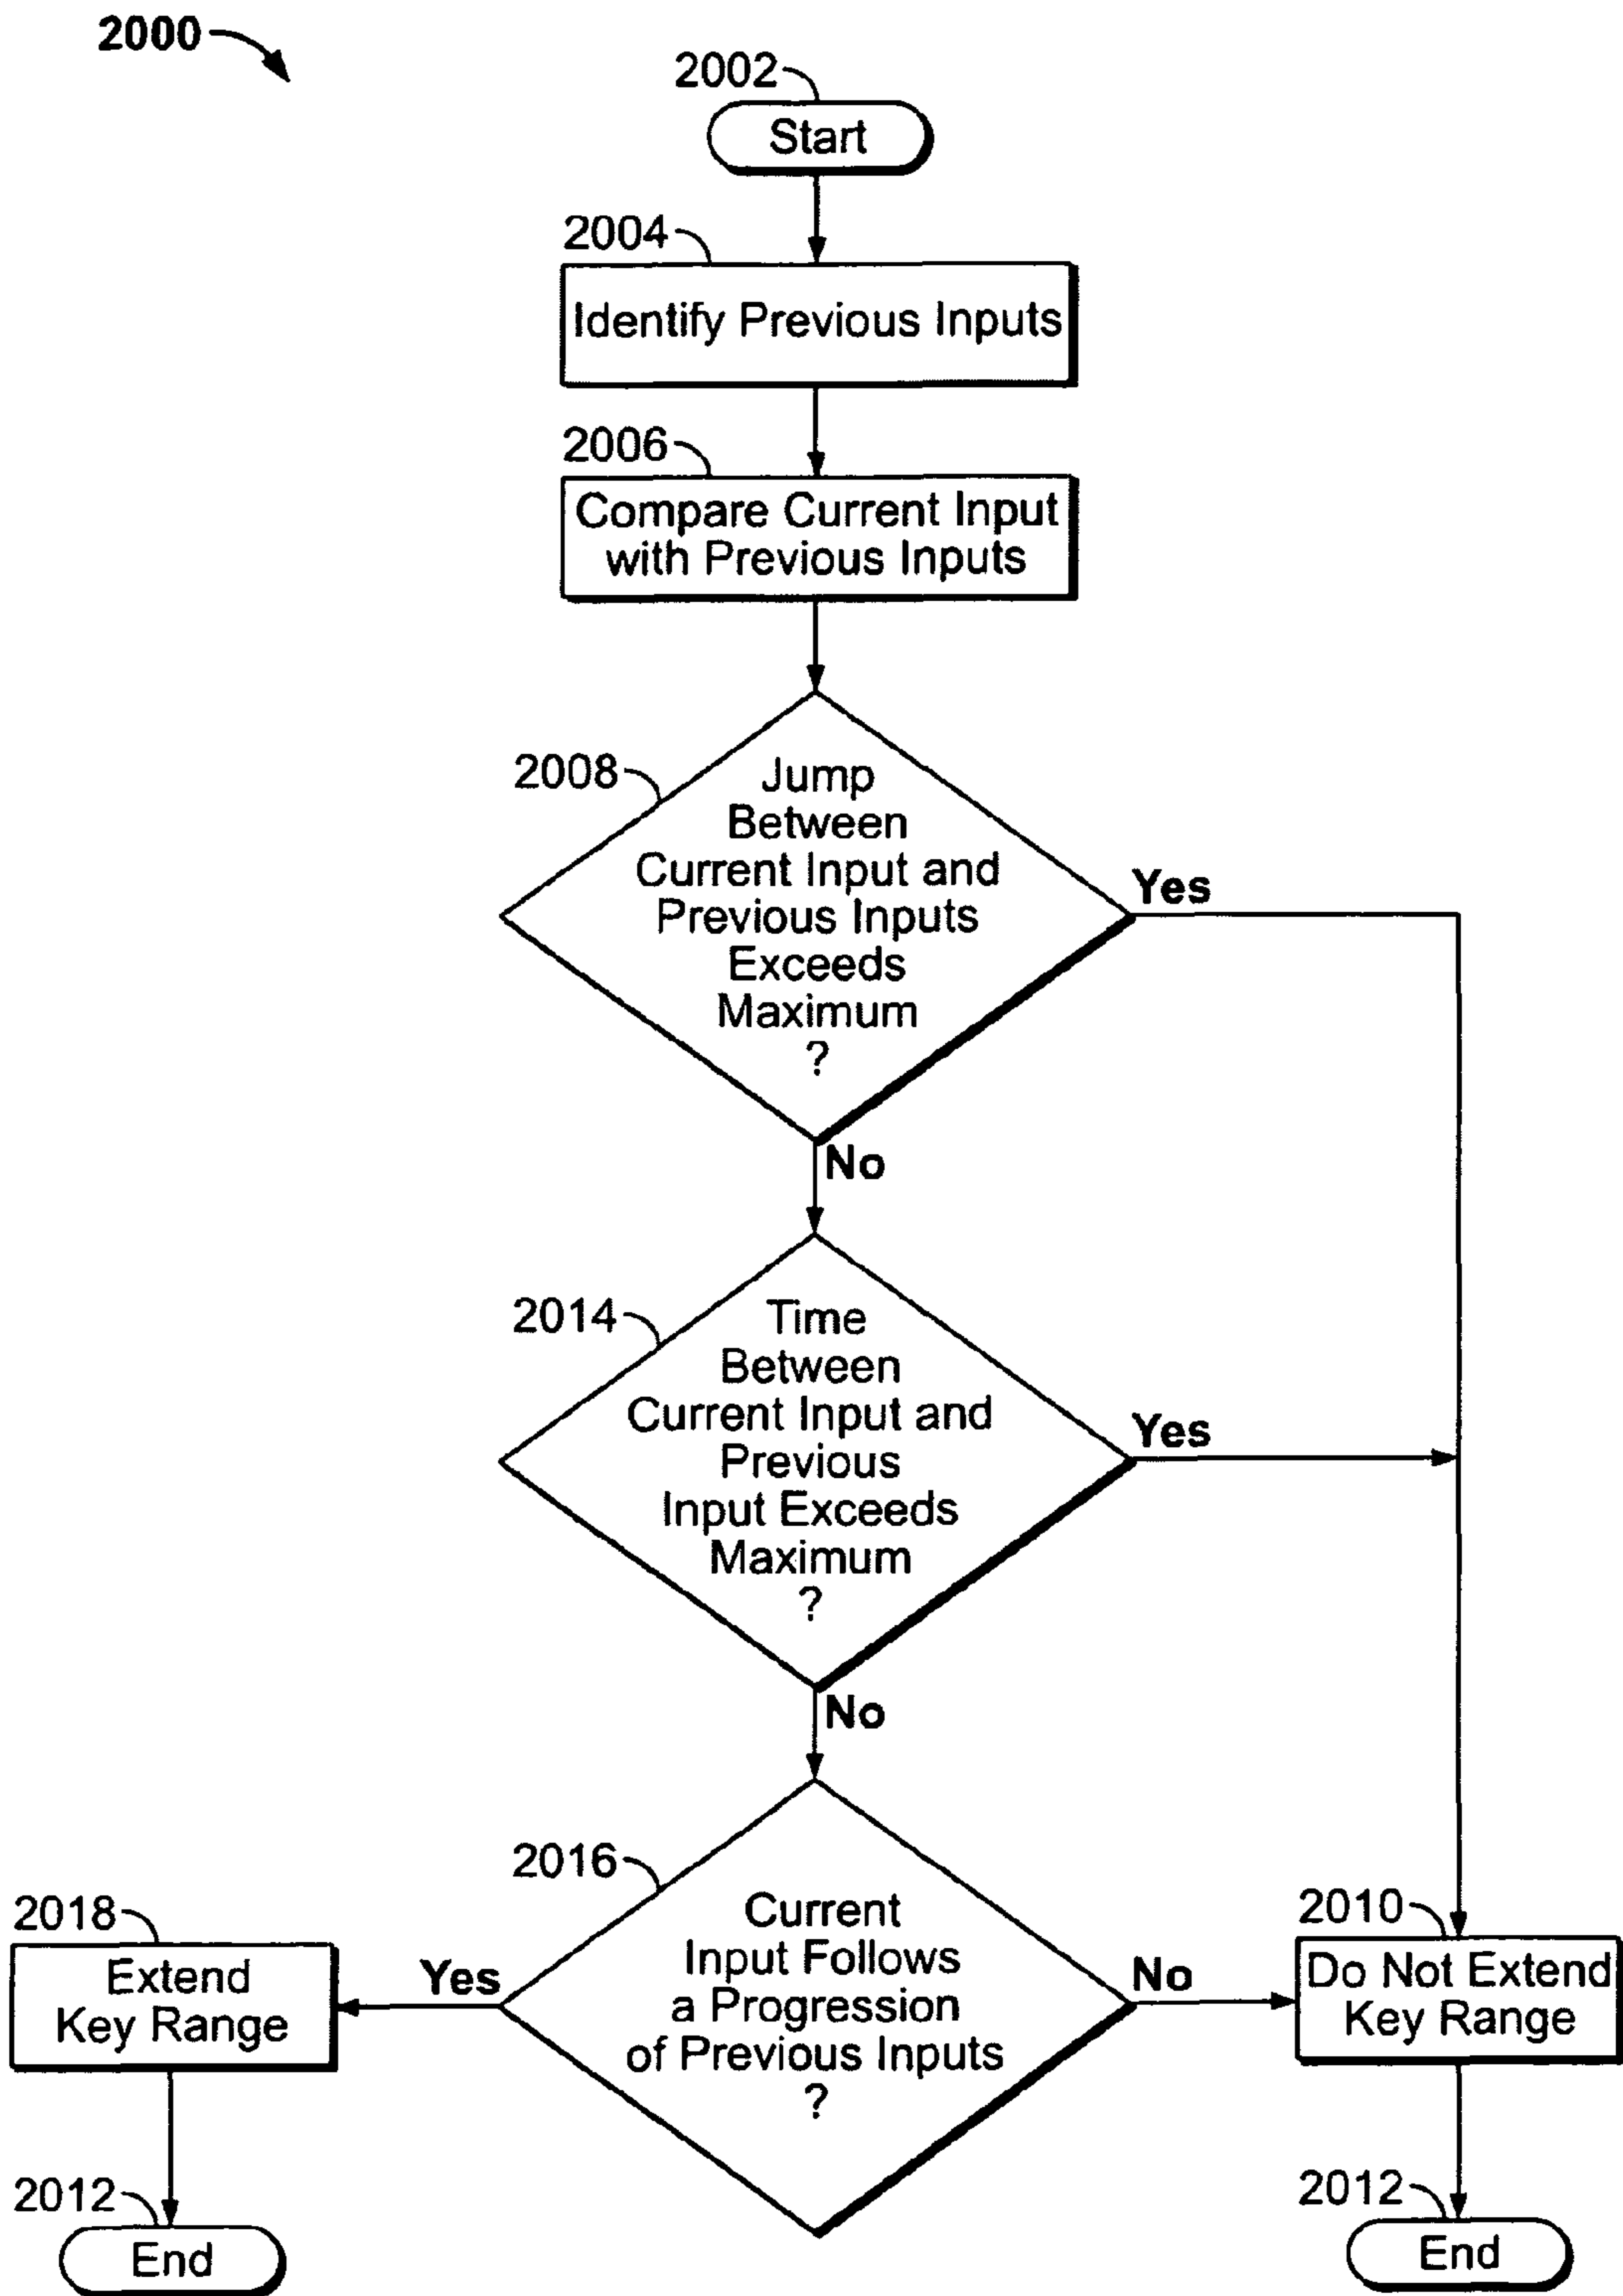 2000
2002
Start
2004
Identify Previous Inputs
2006
Compare Current Input
with Previous Inputs
2008
Jump
Between
Current Input and
Previous Inputs
Exceeds
Maximum
?
Yes
No
2014
Time
Between
Current Input and
Previous
Input Exceeds
Maximum
?
Yes
No
2016
Current
Input Follows
a Progression
of Previous Inputs
?
Yes
No
2018
Extend
Key Range
2010
Do Not Extend
Key Range
2012
End
2012
End